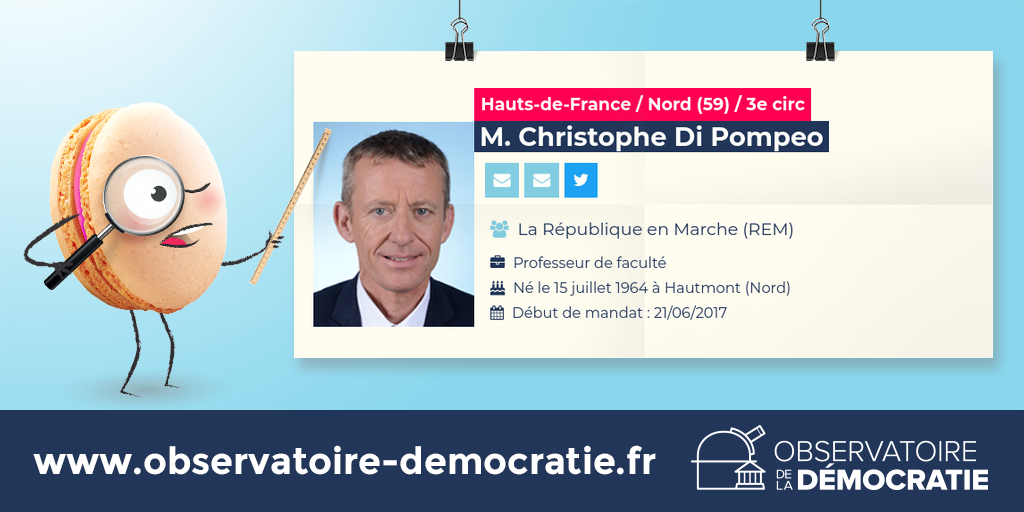 Hauts-de-France / Nord (59) / 3e circ
M. Christophe Di Pompeo
La République en Marche (REM)
Professeur de faculté
Né le 15 juillet 1964 à Hautmont (Nord)
Début de mandat : 21/06/2017
www.observatoire-democratie.fr
OBSERVATOIRE
DE LA DÉMOCRATIE